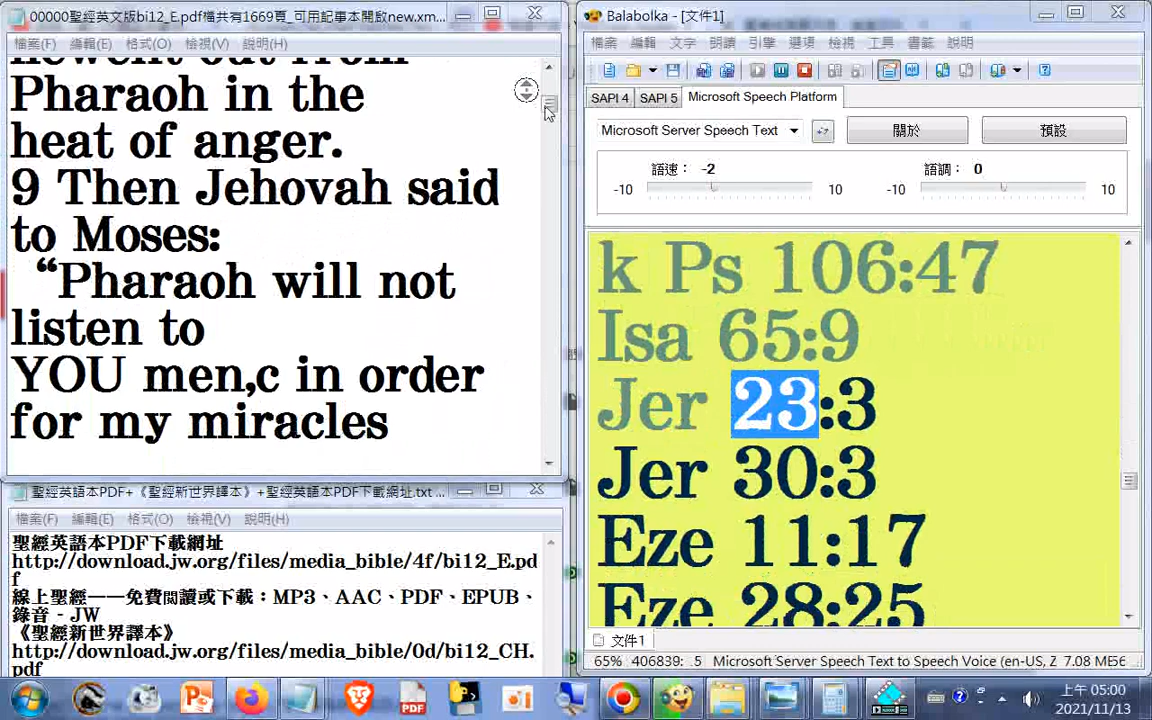 00000聖經英文版bi12_E.pdf檔共有1669頁_可用記事本開啟new.xm...
檔案(F) 編輯(E) 格式(O) 檢視(V) 說明(H)
Pharaoh in the
heat of anger.
9 Then Jehovah said
to Moses:
“Pharaoh will not
listen to
YOU men,c in order
for my miracles
聖經英語本PDF+《聖經新世界譯本》+聖經英語本PDF下載網址.txt ...
檔案(F) 編輯(E) 格式(O) 檢視(V) 說明(H)
聖經英語本PDF下載網址
http://download.jw.org/files/media_bible/4f/bi12_E.pd
f
線上聖經——免費閱讀或下載：MP3、AAC、PDF、EPUB、
錄音 - JW
《聖經新世界譯本》
http://download.jw.org/files/media_bible/0d/bi12_CH.
pdf
Balabolka - [文件1]
檔案 編輯 文字 朗讀 引擎 選項 檢視 工具 書籤 說明
SAPI 4 SAPI 5 Microsoft Speech Platform
Microsoft Server Speech Text 關於 預設
語速： -2 語調： 0
-10 10 -10 10
k Ps 106:47
Isa 65:9
Jer 23:3
Jer 30:3
Eze 11:17
Eze 28:25
文件1
65% 406839: .5 Microsoft Server Speech Text to Speech Voice (en-US, Z 7.08 ME56
上午 05:00
2021/11/13